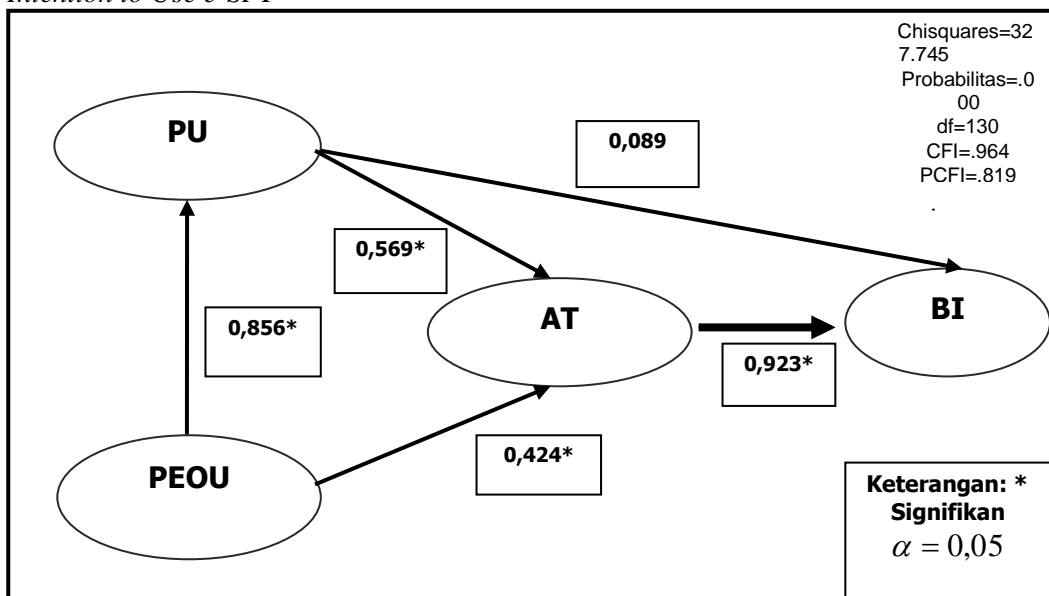 Intention to Use e-SPT
Chisquares=32
7.745
Probabilitas=.0
00
df=130
CFI=.964
PCFI=.819
.
PU
0,089
0,569*
AT
BI
0,856*
0,923*
0,424*
PEOU
Keterangan: *
Signifikan
α = 0,05